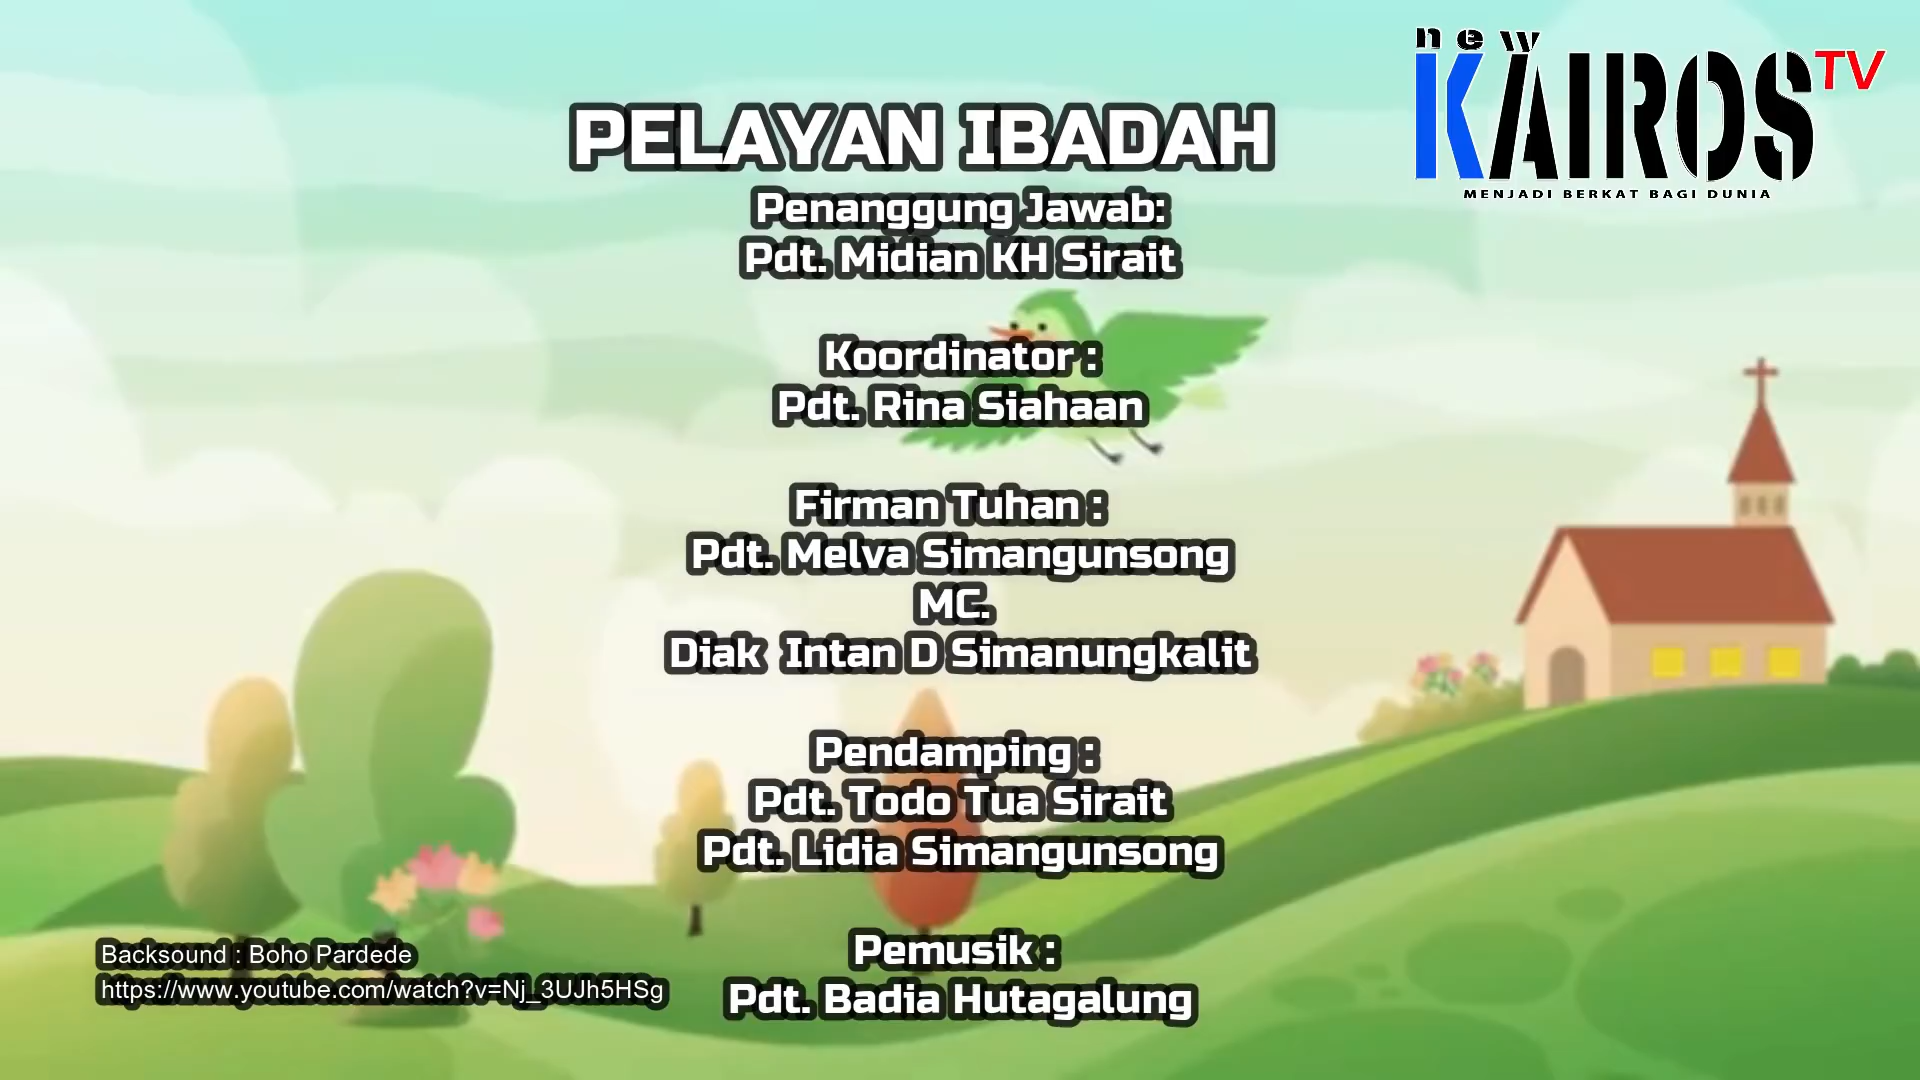 new
KAIROS TV
MENJADI BERKAT BAGI DUNIA
PELAYAN IBADAH
Penanggung Jawab:
Pdt. Midian KH Sirait
Koordinator :
Pdt. Rina Siahaan
Firman Tuhan :
Pdt. Melva Simangunsong
MC.
Diak Intan D Simanungkalit
Pendamping :
Pdt. Todo Tua Sirait
Pdt. Lidia Simangunsong
Pemusik :
Pdt. Badia Hutagalung
Backsound : Boho Pardede
https://www.youtube.com/watch?v=Nj_3UJh5HSg